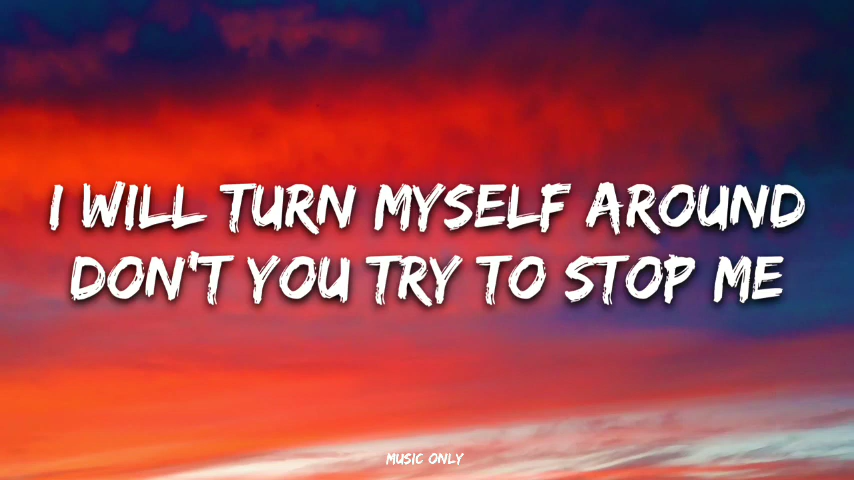 I WILL TURN MYSELF AROUND
DON'T YOU TRY TO STOP ME
MUSIC ONLY